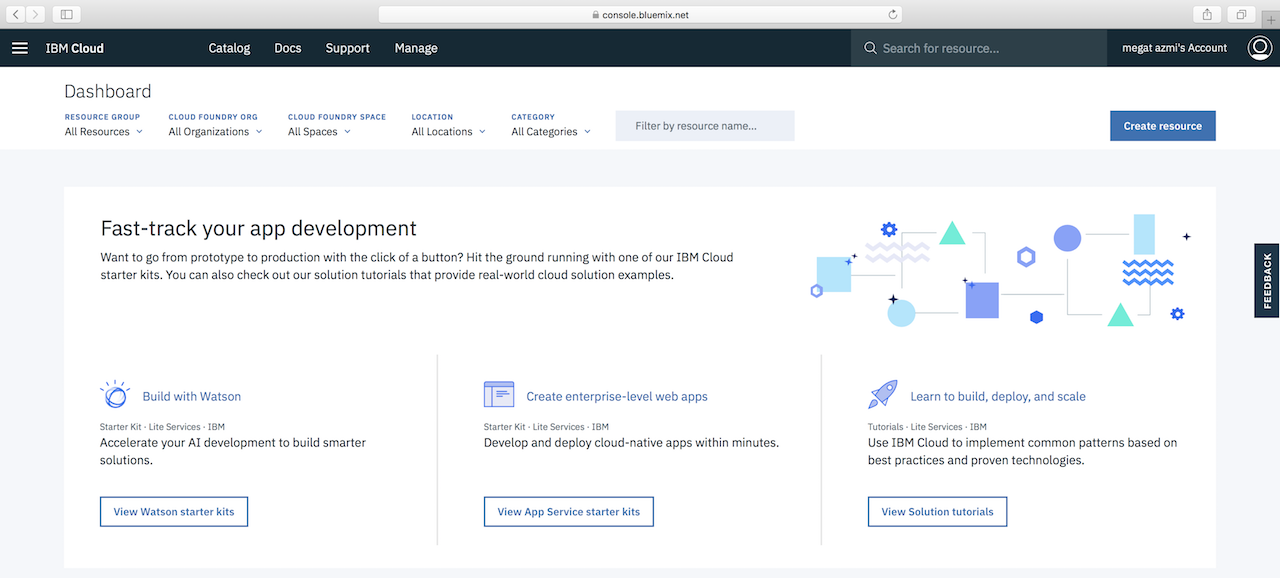 console.bluemix.net
IBM Cloud
Catalog
Docs
Support
Manage
Search for resource...
megat azmi's Account
Dashboard
RESOURCE GROUP
All Resources
CLOUD FOUNDRY ORG
All Organizations
CLOUD FOUNDRY SPACE
All Spaces
LOCATION
All Locations
CATEGORY
All Categories
Filter by resource name...
Create resource
Fast-track your app development
Want to go from prototype to production with the click of a button? Hit the ground running with one of our IBM Cloud
starter kits. You can also check out our solution tutorials that provide real-world cloud solution examples.
FEEDBACK
Build with Watson
Starter Kit · Lite Services · IBM
Accelerate your AI development to build smarter
solutions.
View Watson starter kits
Create enterprise-level web apps
Starter Kit · Lite Services · IBM
Develop and deploy cloud-native apps within minutes.
View App Service starter kits
Learn to build, deploy, and scale
Tutorials · Lite Services · IBM
Use IBM Cloud to implement common patterns based on
best practices and proven technologies.
View Solution tutorials